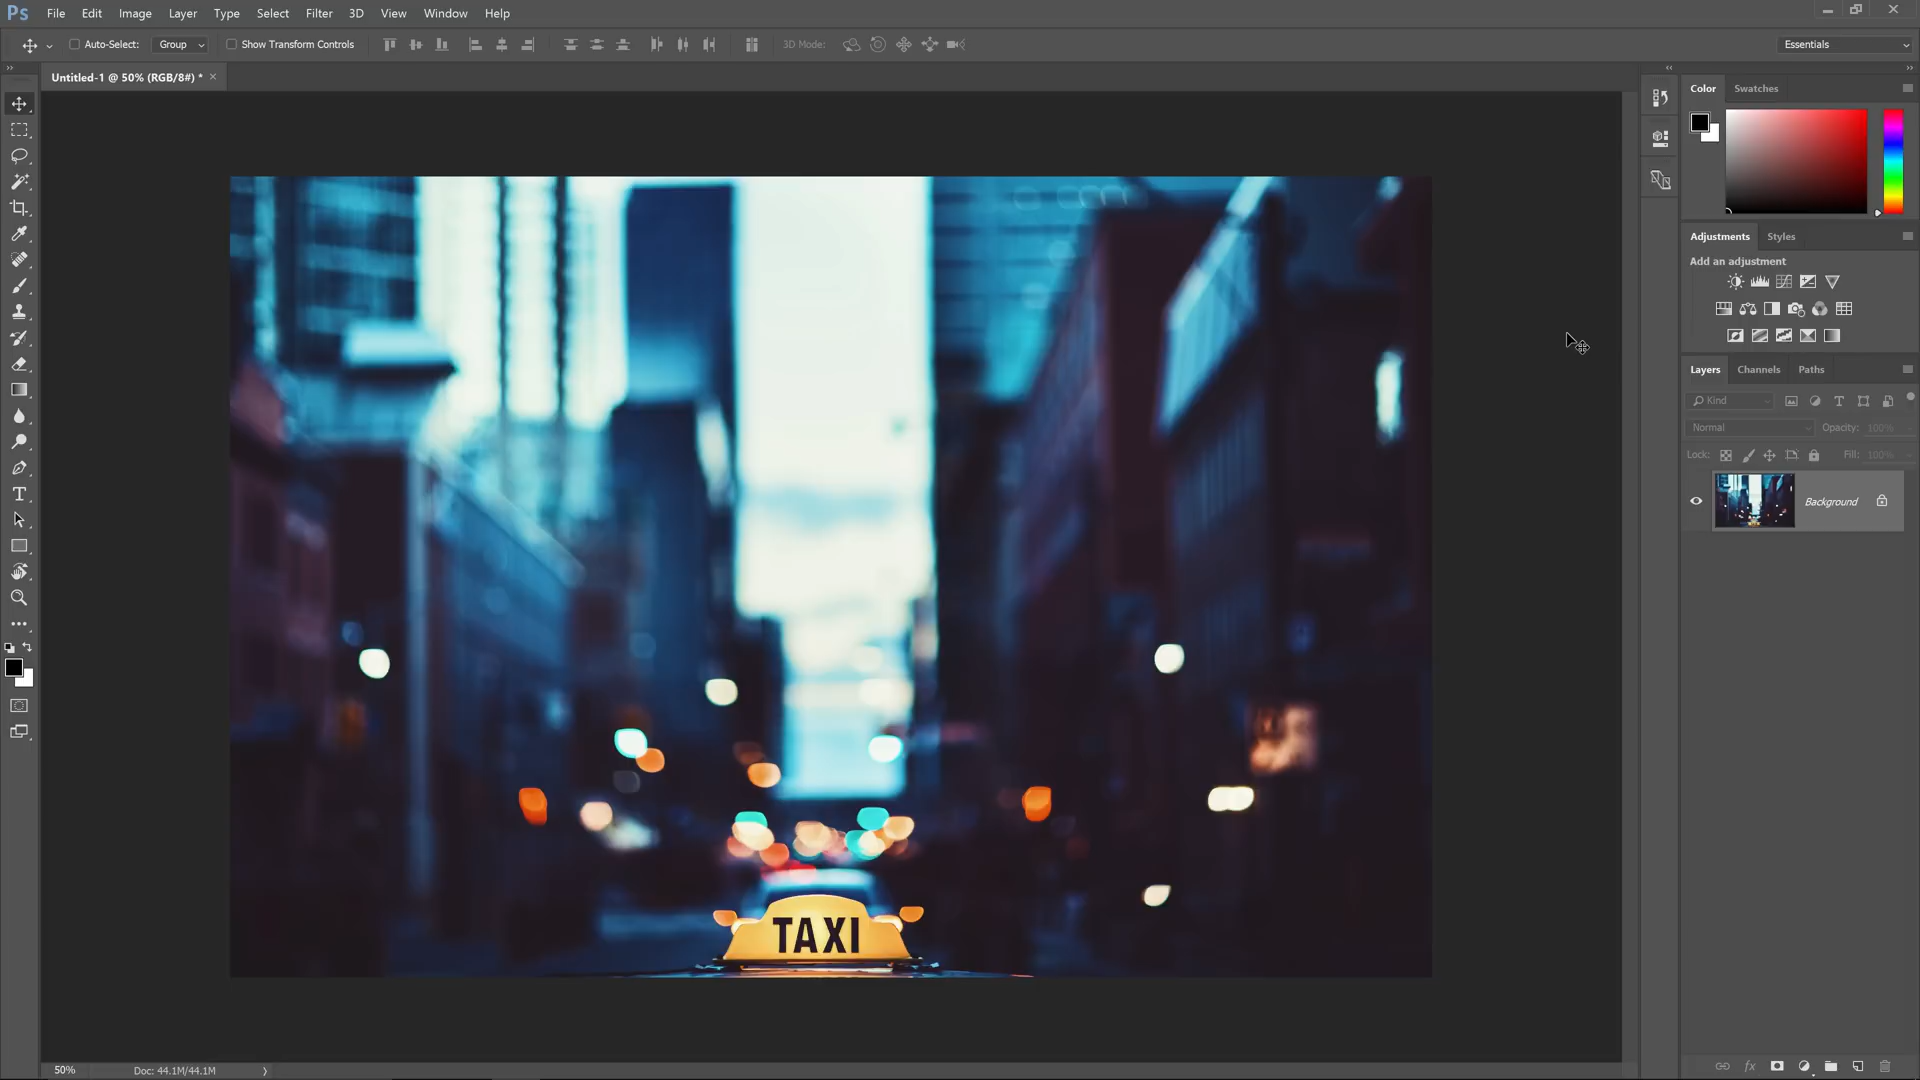 Ps File Edit Image Layer Type Select Filter 3D View Window Help
Auto-Select: Group Show Transform Controls 3D Mode: Essentials
Untitled-1 @ 50% (RGB/8#) * ×
Color Swatches
Adjustments Styles
Add an adjustment
Layers Channels Paths
Kind
Normal Opacity: 100%
Lock: Fill: 100%
Background
TAXI
50% Doc: 44.1M/44.1M